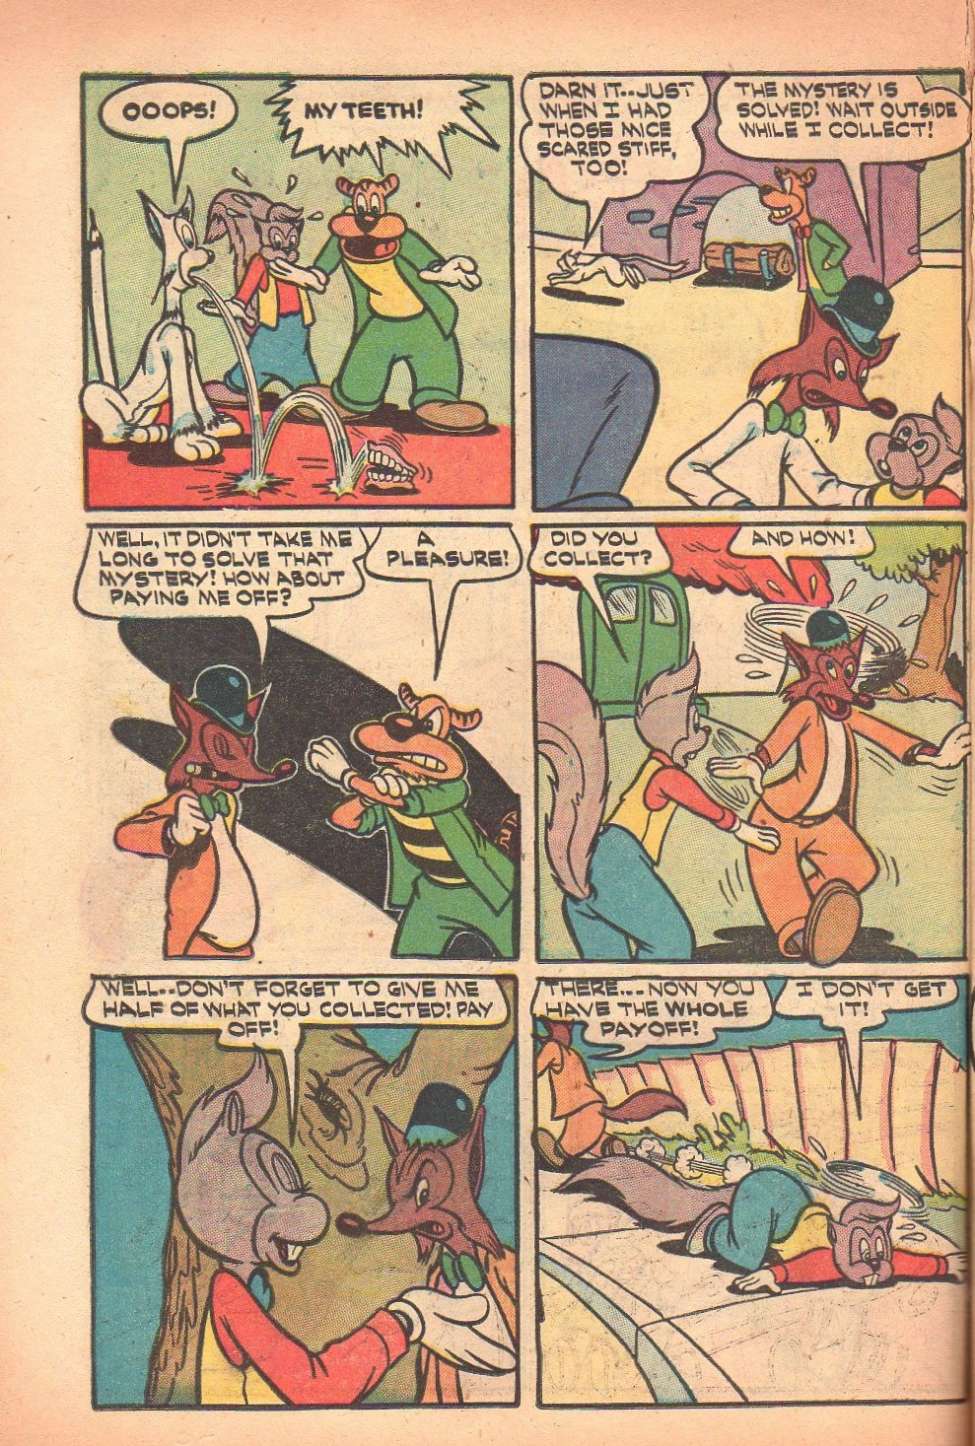 OOOPS!
MY TEETH!
DARN IT..JUST
WHEN I HAD
THOSE MICE
SCARED STIFF,
TOO!
THE MYSTERY IS
SOLVED! WAIT OUTSIDE
WHILE I COLLECT!
WELL, IT DIDN'T TAKE ME
LONG TO SOLVE THAT
MYSTERY! HOW ABOUT
PAYING ME OFF?
A
PLEASURE!
DID YOU
COLLECT?
AND HOW!
WELL--DON'T FORGET TO GIVE ME
HALF OF WHAT YOU COLLECTED! PAY
OFF!
THERE...NOW YOU
HAVE THE WHOLE
PAYOFF!
I DON'T GET
IT!